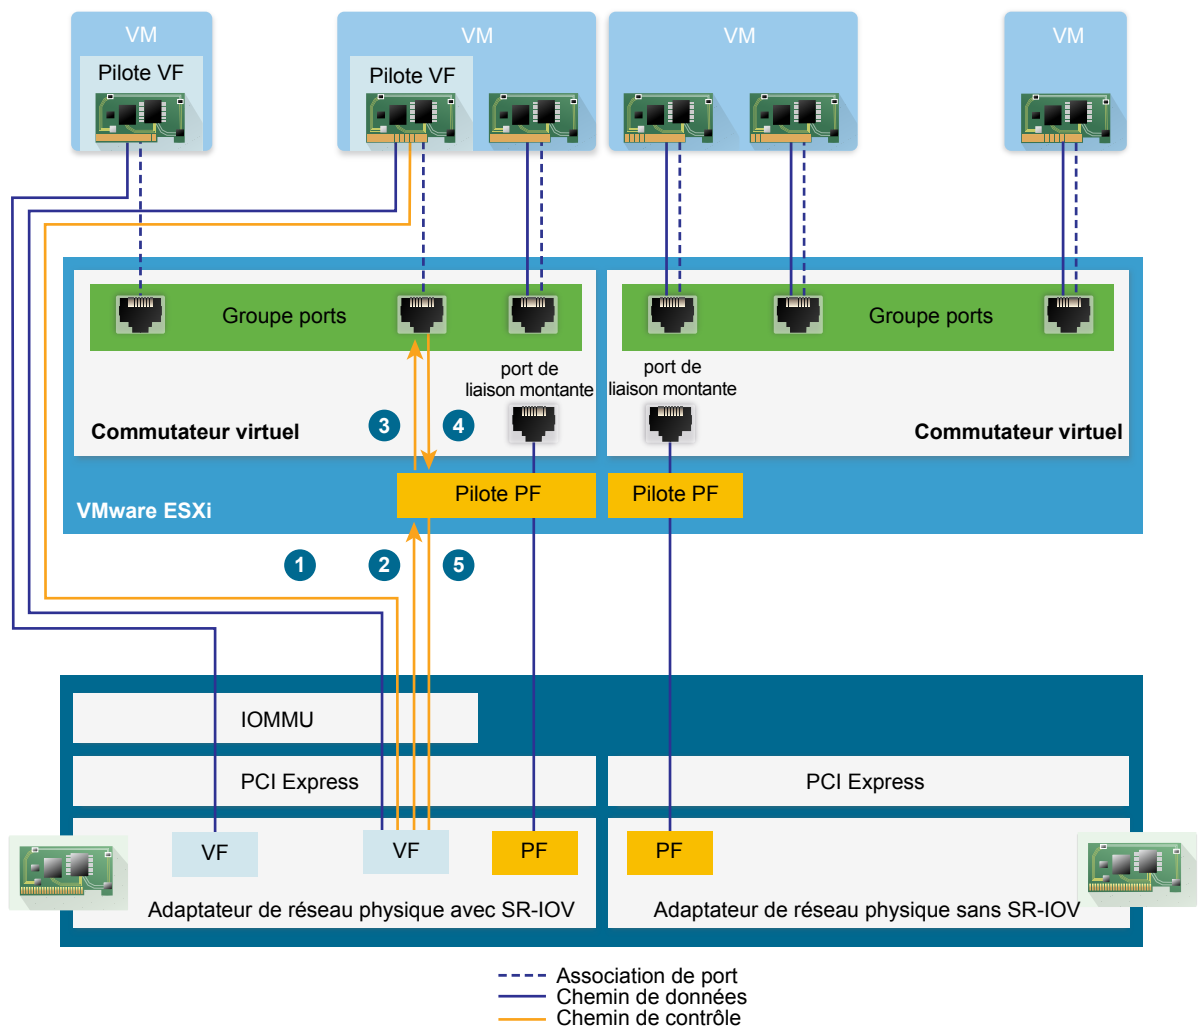 VM
VM
VM
VM
Pilote VF
Pilote VF
Groupe ports
Groupe ports
port de
liaison montante
port de
liaison montante
3
4
Commutateur virtuel
Commutateur virtuel
Pilote PF
Pilote PF
VMware ESXi
1
2
5
IOMMU
PCI Express
PCI Express
VF
VF
PF
PF
Adaptateur de réseau physique avec SR-IOV
Adaptateur de réseau physique sans SR-IOV
Association de port
Chemin de données
Chemin de contrôle